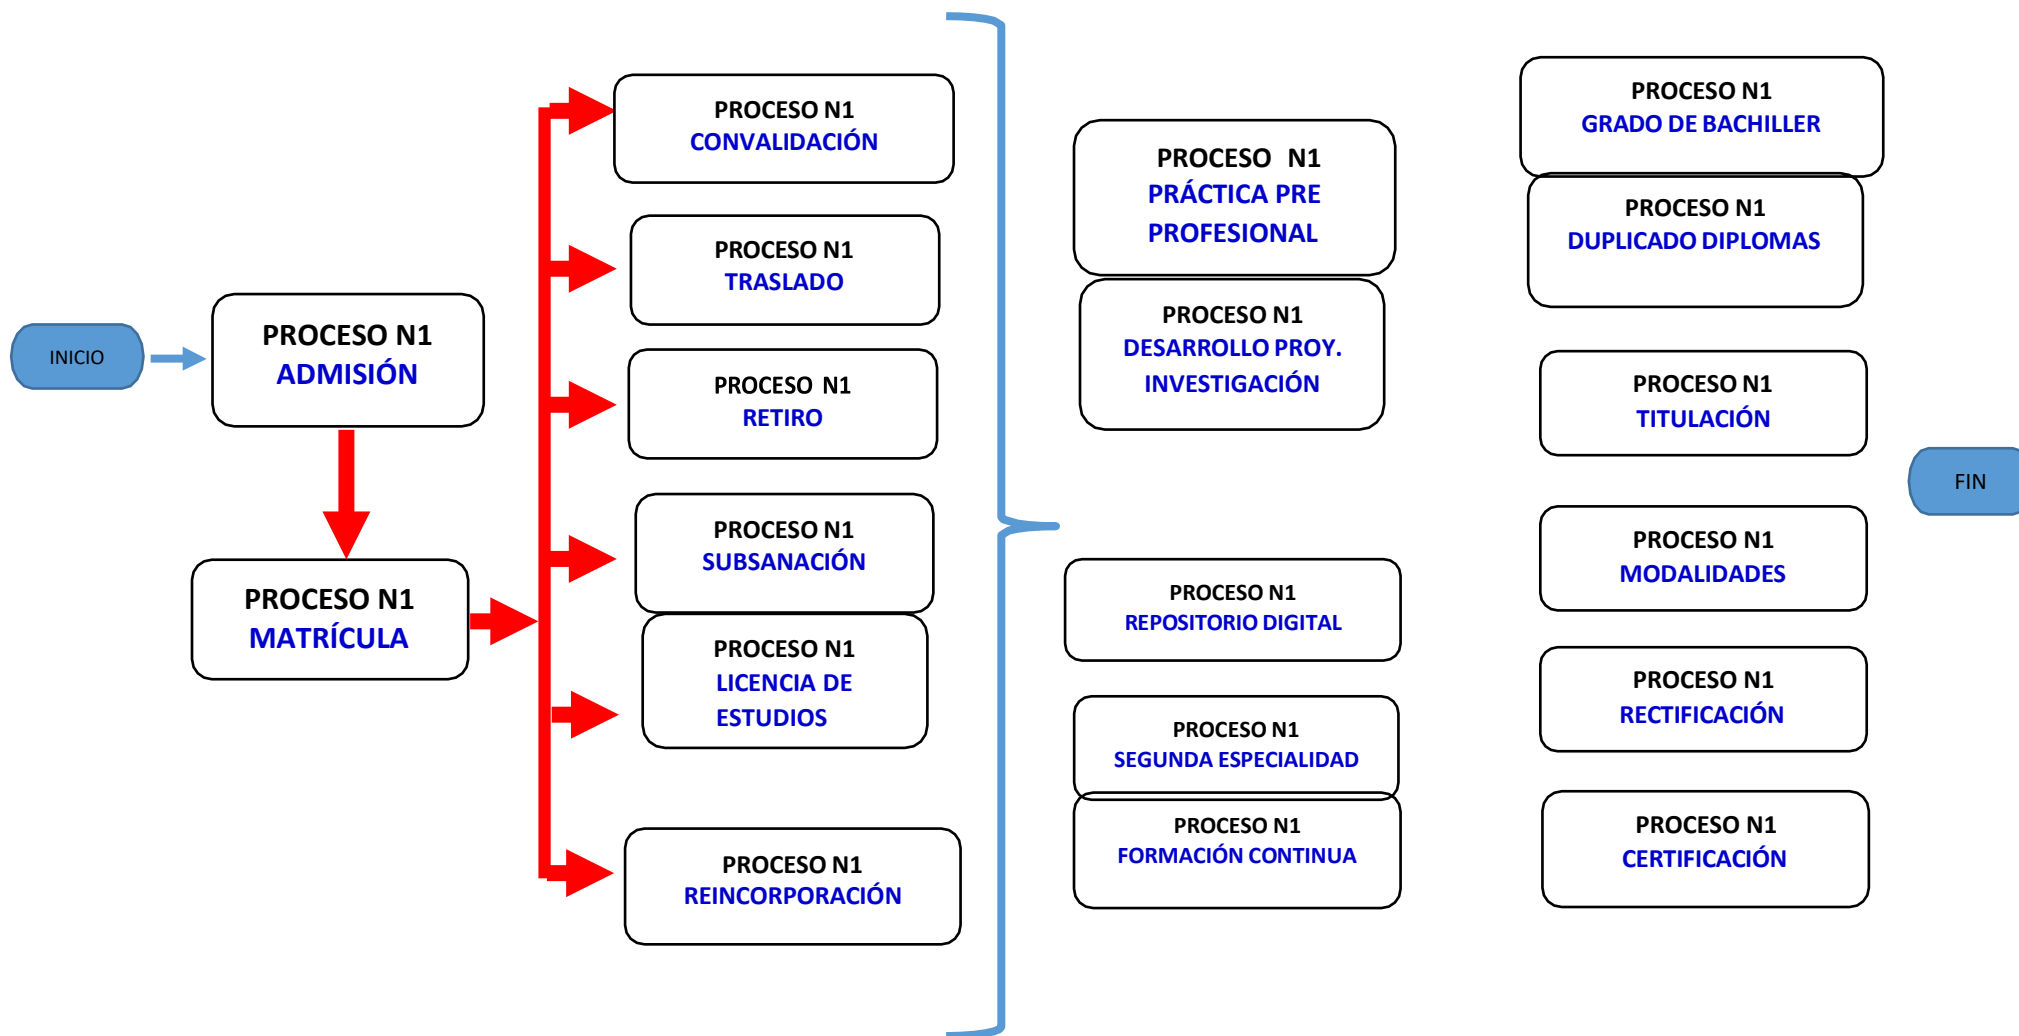 INICIO
PROCESO N1
ADMISIÓN
PROCESO N1
MATRÍCULA
PROCESO N1
CONVALIDACIÓN
PROCESO N1
TRASLADO
PROCESO N1
RETIRO
PROCESO N1
SUBSANACIÓN
PROCESO N1
LICENCIA DE
ESTUDIOS
PROCESO N1
REINCORPORACIÓN
PROCESO N1
PRÁCTICA PRE
PROFESIONAL
PROCESO N1
DESARROLLO PROY.
INVESTIGACIÓN
PROCESO N1
REPOSITORIO DIGITAL
PROCESO N1
SEGUNDA ESPECIALIDAD
PROCESO N1
FORMACIÓN CONTINUA
PROCESO N1
GRADO DE BACHILLER
PROCESO N1
DUPLICADO DIPLOMAS
PROCESO N1
TITULACIÓN
PROCESO N1
MODALIDADES
PROCESO N1
RECTIFICACIÓN
PROCESO N1
CERTIFICACIÓN
FIN